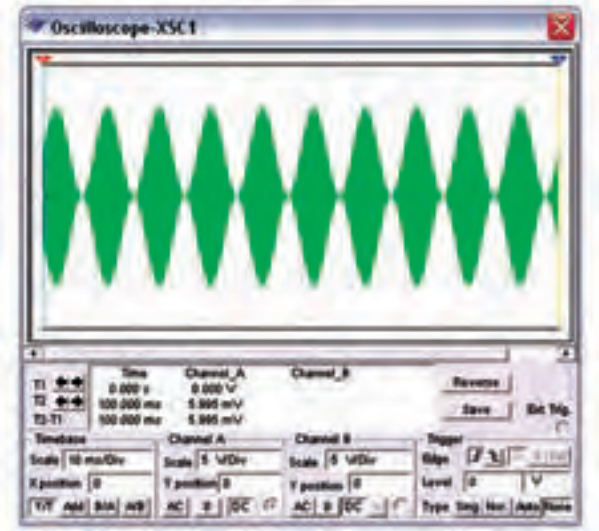 Oscilloscope-XSC1
Time Channel_A Channel_B
T1 0.000 s 0.000 V
T2 100.000 ms 5.995 mV
T2-T1 100.000 ms 5.995 mV
Reverse
Save
Ext. Trig.
Timebase
Scale 10 ms/Div
X position 0
Y/T Add B/A A/B
Channel A
Scale 5 V/Div
Y position 0
AC 0 DC
Channel B
Scale 5 V/Div
Y position 0
AC 0 DC -
Trigger
Edge
Level 0 V
Type Sing. Nor. Auto None